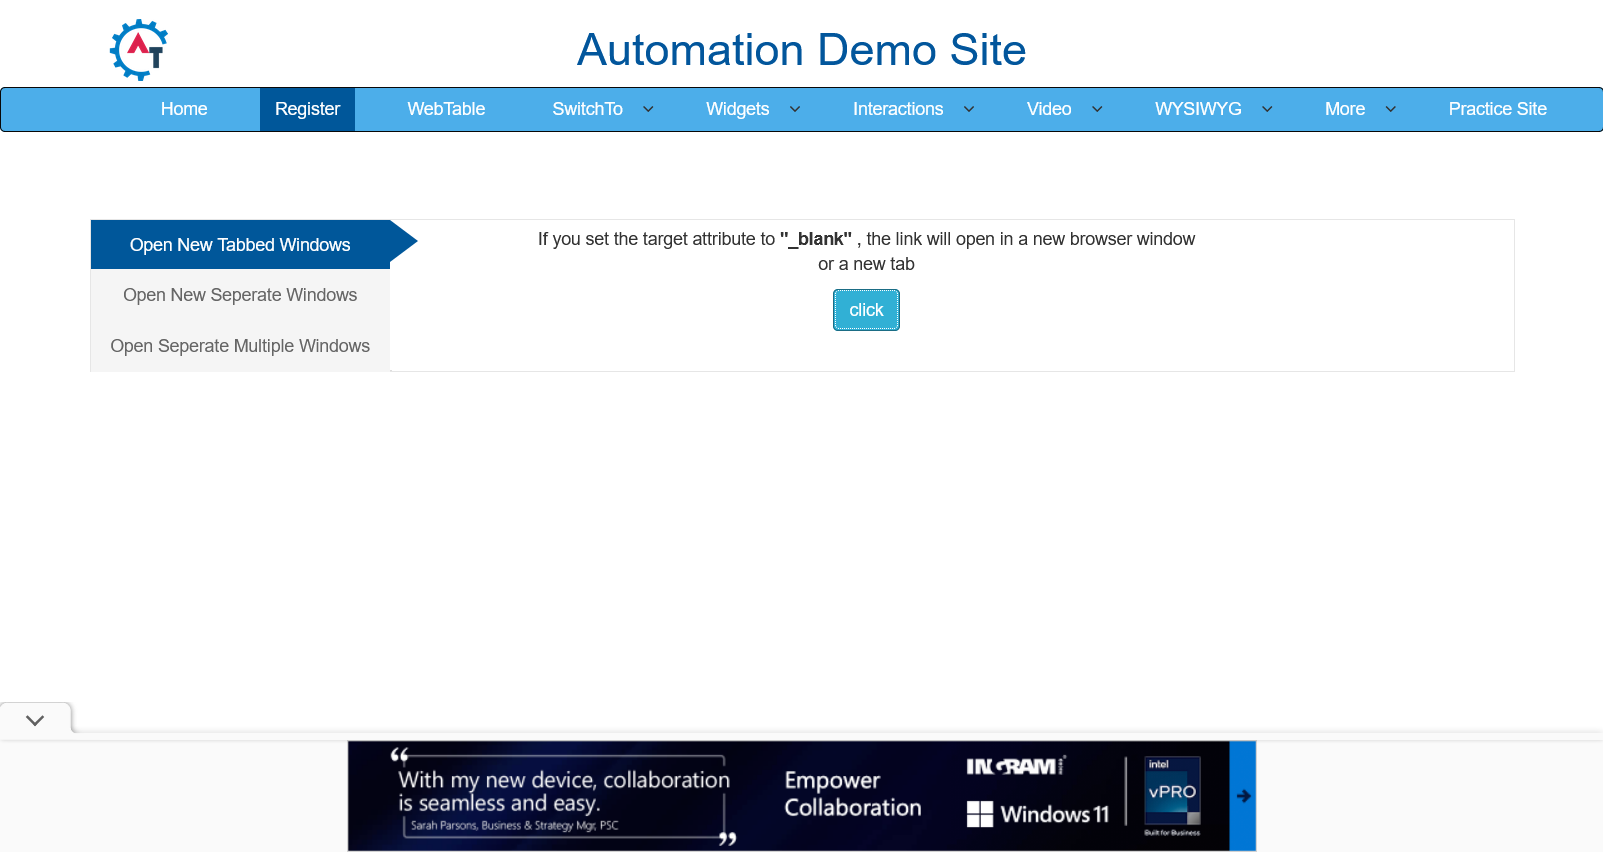 AT
Automation Demo Site
Home Register WebTable SwitchTo Widgets Interactions Video WYSIWYG More Practice Site
Open New Tabbed Windows
Open New Seperate Windows
Open Seperate Multiple Windows
If you set the target attribute to "_blank" , the link will open in a new browser window
or a new tab
click
“With my new device, collaboration
is seamless and easy.
Sarah Parsons, Business & Strategy Mgr, PSC ”
Empower
Collaboration
INGRAM
Windows 11
intel
vPRO
Built for Business